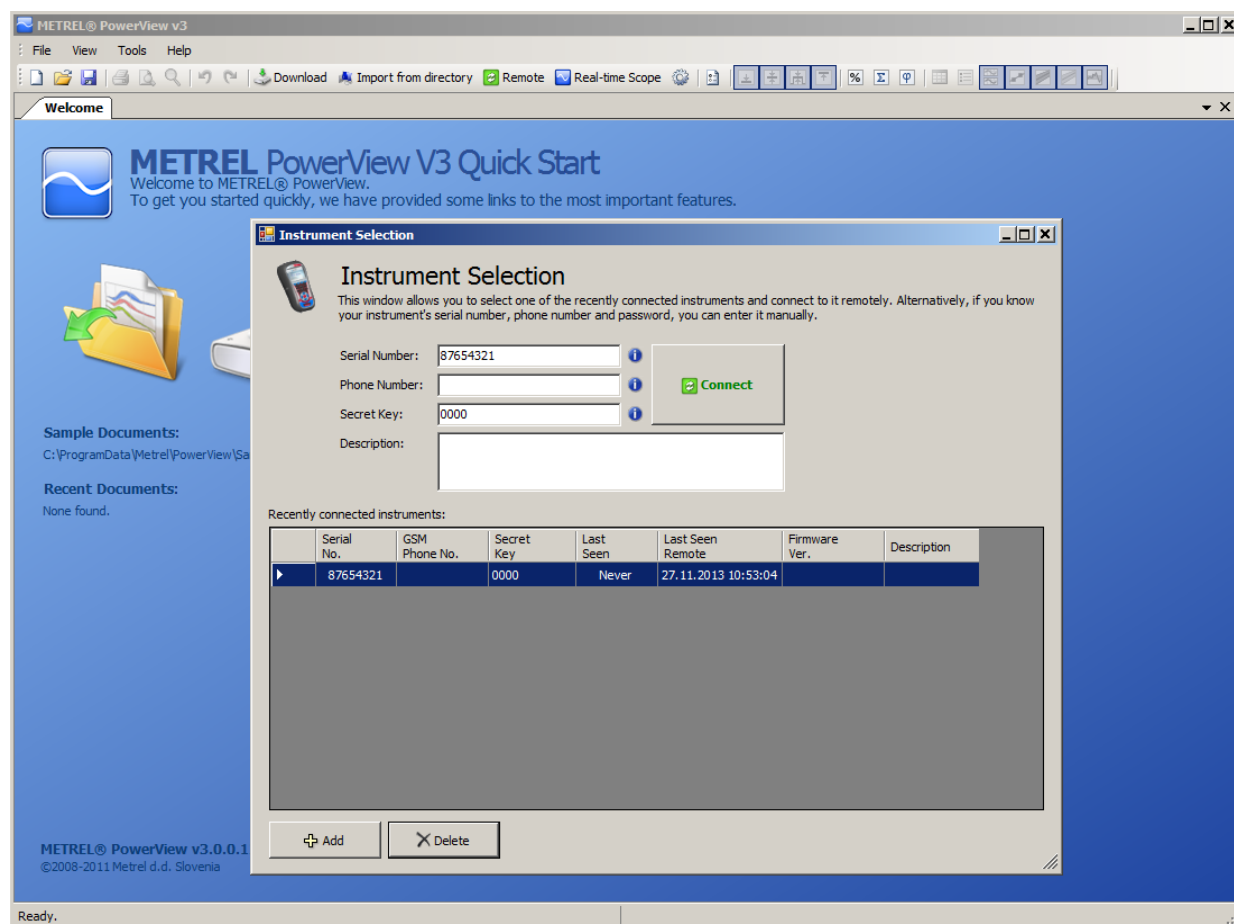 METREL® PowerView v3
File View Tools Help
Download Import from directory Remote Real-time Scope
Welcome
METREL PowerView V3 Quick Start
Welcome to METREL® PowerView.
To get you started quickly, we have provided some links to the most important features.
Instrument Selection
Instrument Selection
This window allows you to select one of the recently connected instruments and connect to it remotely. Alternatively, if you know
your instrument's serial number, phone number and password, you can enter it manually.
Serial Number: 87654321
Phone Number:
Connect
Secret Key: 0000
Description:
Sample Documents:
C:\ProgramData\Metrel\PowerView\Sa
Recent Documents:
None found.
Recently connected instruments:
Serial No. GSM Phone No. Secret Key Last Seen Last Seen Remote Firmware Ver. Description
87654321 0000 Never 27.11.2013 10:53:04
Add Delete
METREL® PowerView v3.0.0.1
©2008-2011 Metrel d.d. Slovenia
Ready.